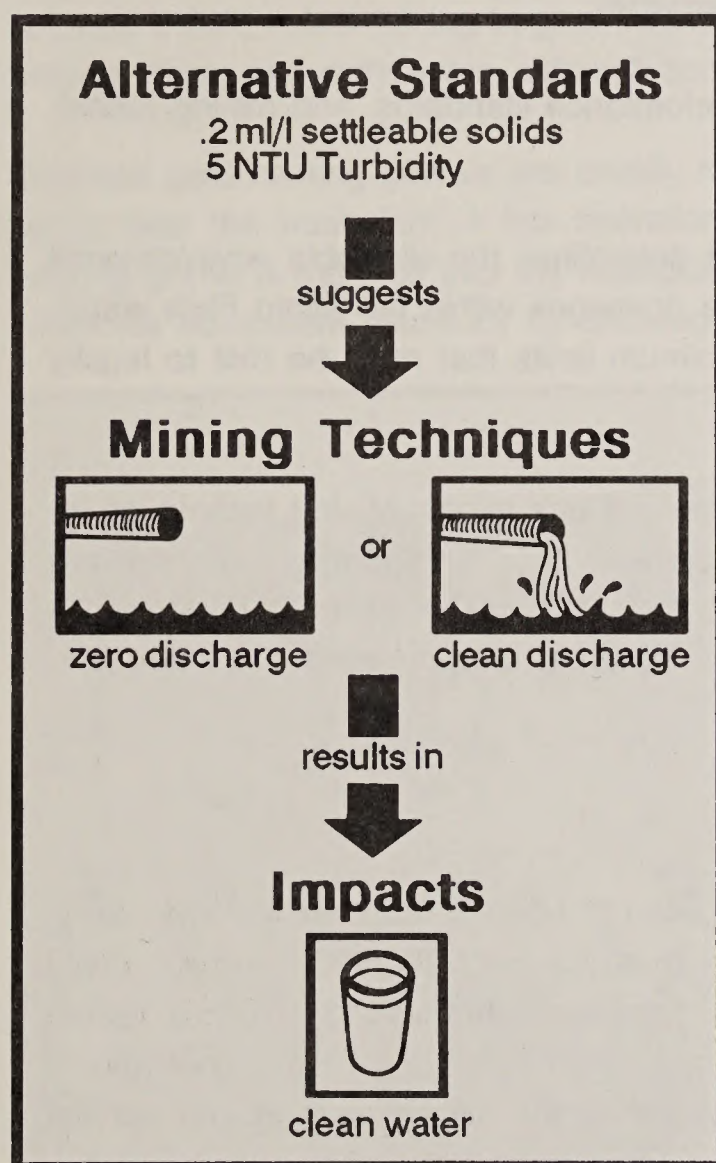 Alternative Standards
.2 ml/l settleable solids
5 NTU Turbidity
suggests
Mining Techniques
or
zero discharge
clean discharge
results in
Impacts
clean water